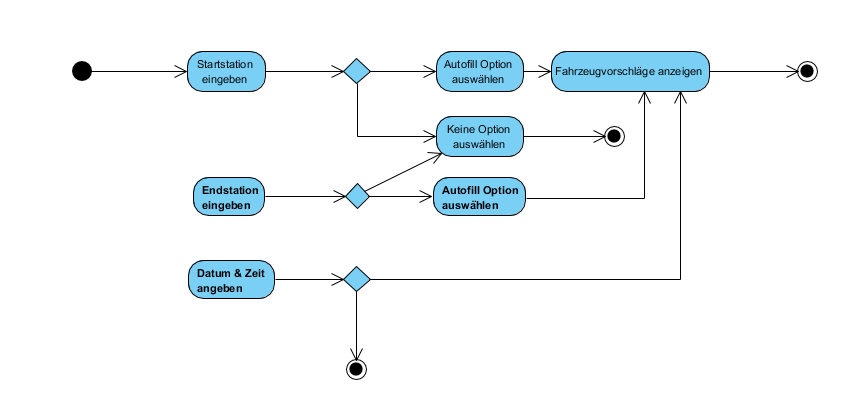 Startstation
eingeben
Autofill Option
auswählen
Fahrzeugvorschläge anzeigen
Keine Option
auswählen
Endstation
eingeben
Autofill Option
auswählen
Datum & Zeit
angeben